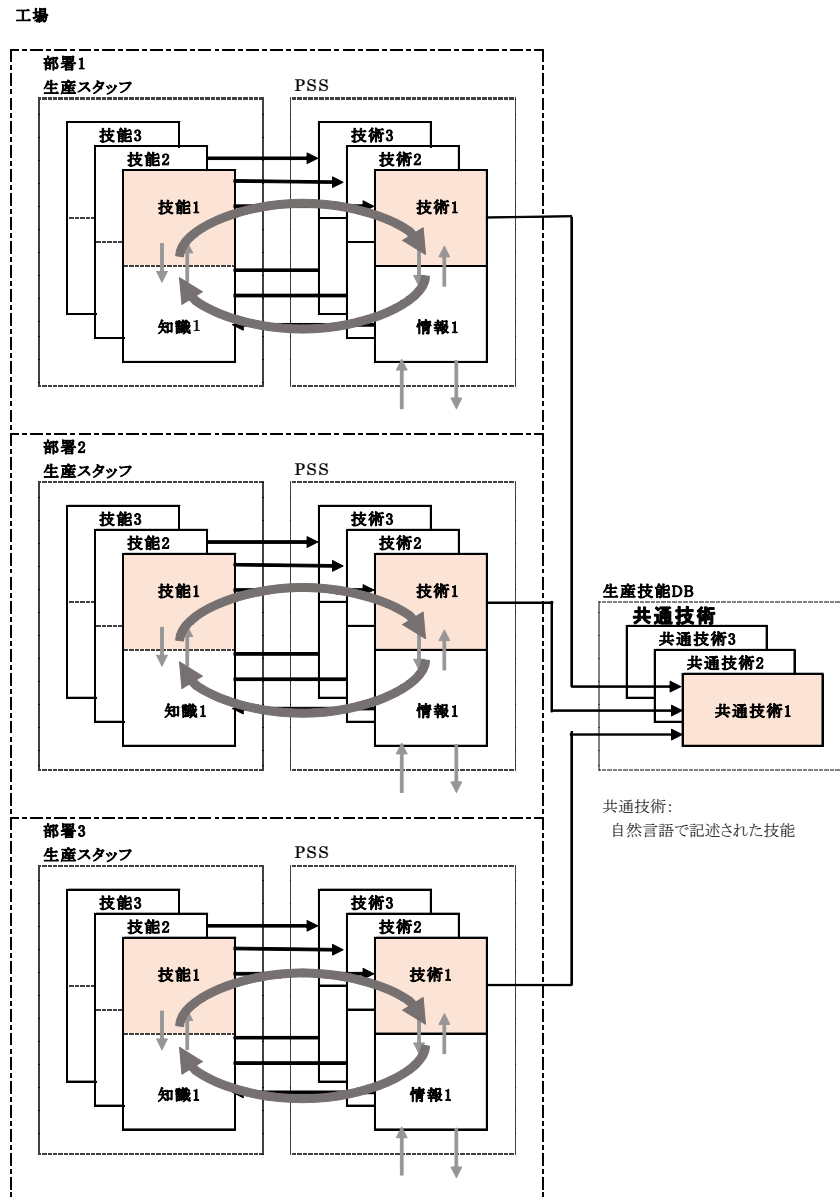 工場
部署1
生産スタッフ
PSS
技能3
技能2
技能1
知識1
技術3
技術2
技術1
情報1
部署2
生産スタッフ
PSS
技能3
技能2
技能1
知識1
技術3
技術2
技術1
情報1
生産技能DB
共通技術
共通技術3
共通技術2
共通技術1
共通技術:
自然言語で記述された技能
部署3
生産スタッフ
PSS
技能3
技能2
技能1
知識1
技術3
技術2
技術1
情報1